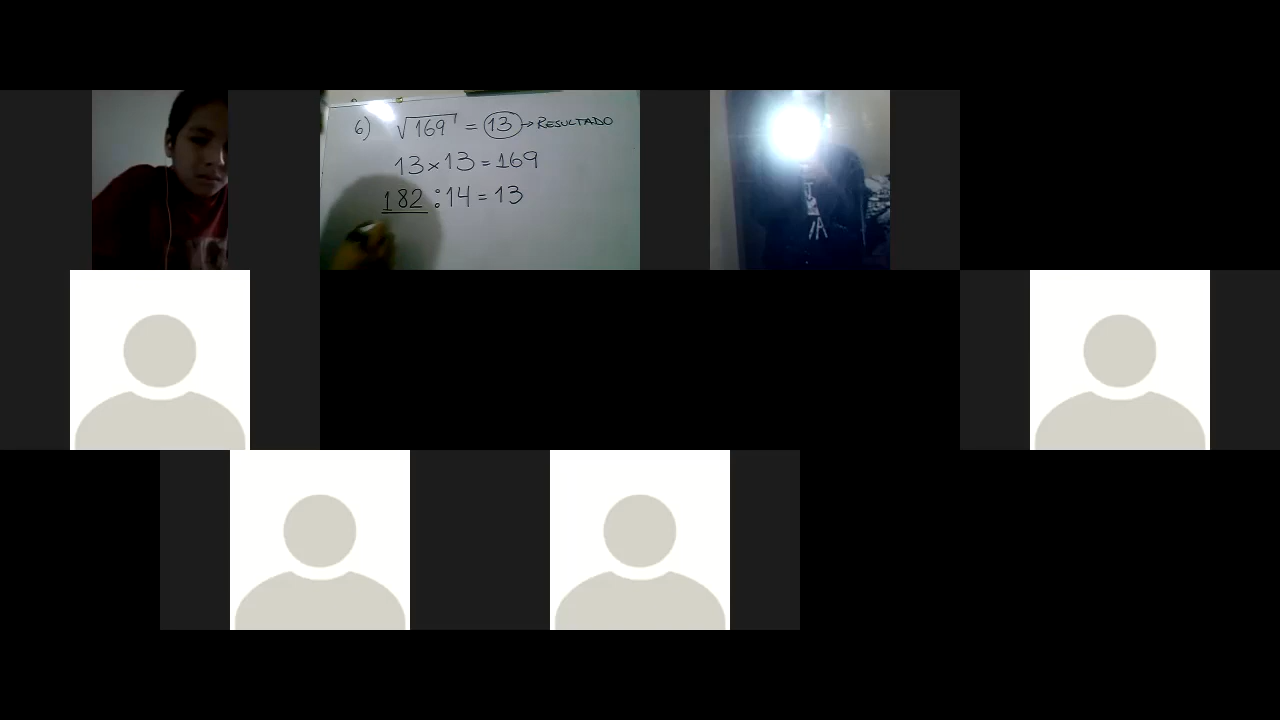 6) √169 = 13 → RESULTADO
13 × 13 = 169
182 : 14 = 13